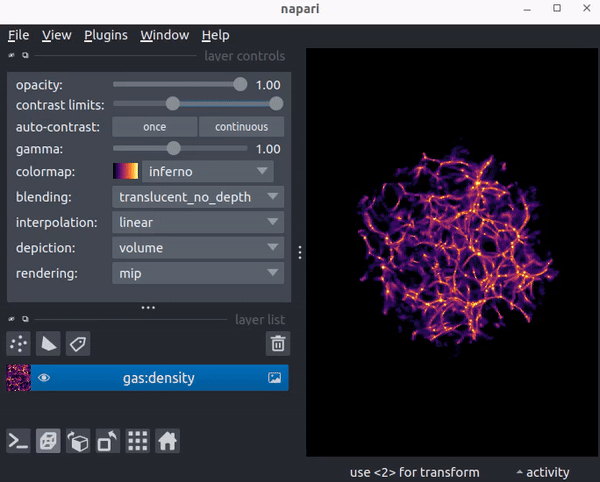 napari
File View Plugins Window Help
layer controls
opacity: 1.00
contrast limits:
auto-contrast: once continuous
gamma: 1.00
colormap: inferno
blending: translucent_no_depth
interpolation: linear
depiction: volume
rendering: mip
layer list
gas:density
use <2> for transform activity